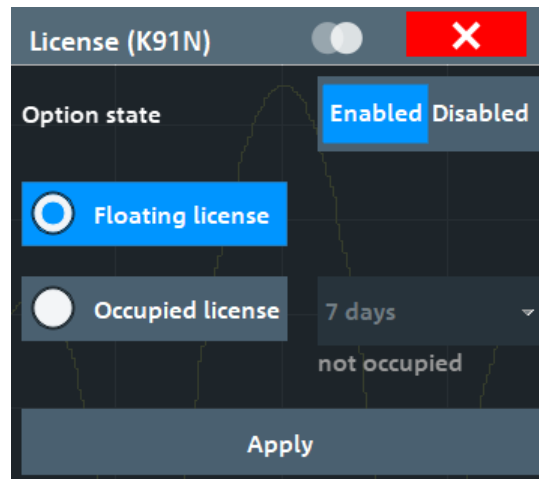 License (K91N)
Option state
Enabled Disabled
Floating license
Occupied license
7 days
not occupied
Apply